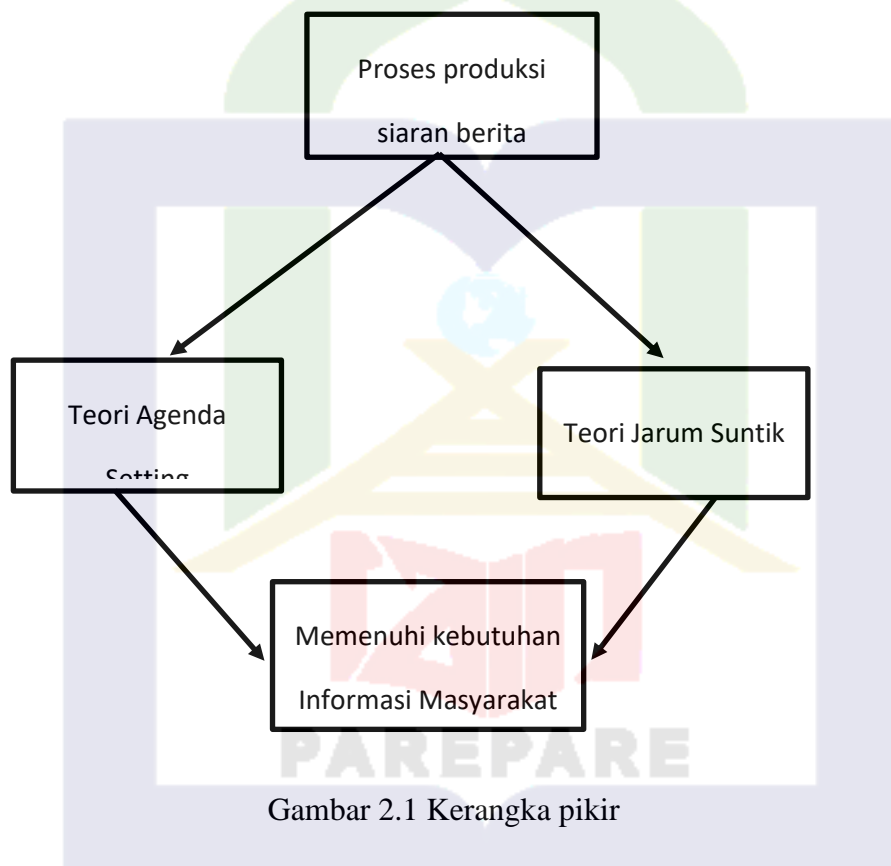 Proses produksi
siaran berita
Teori Agenda
Setting
Teori Jarum Suntik
Memenuhi kebutuhan
Informasi Masyarakat
PAREPARE
Gambar 2.1 Kerangka pikir